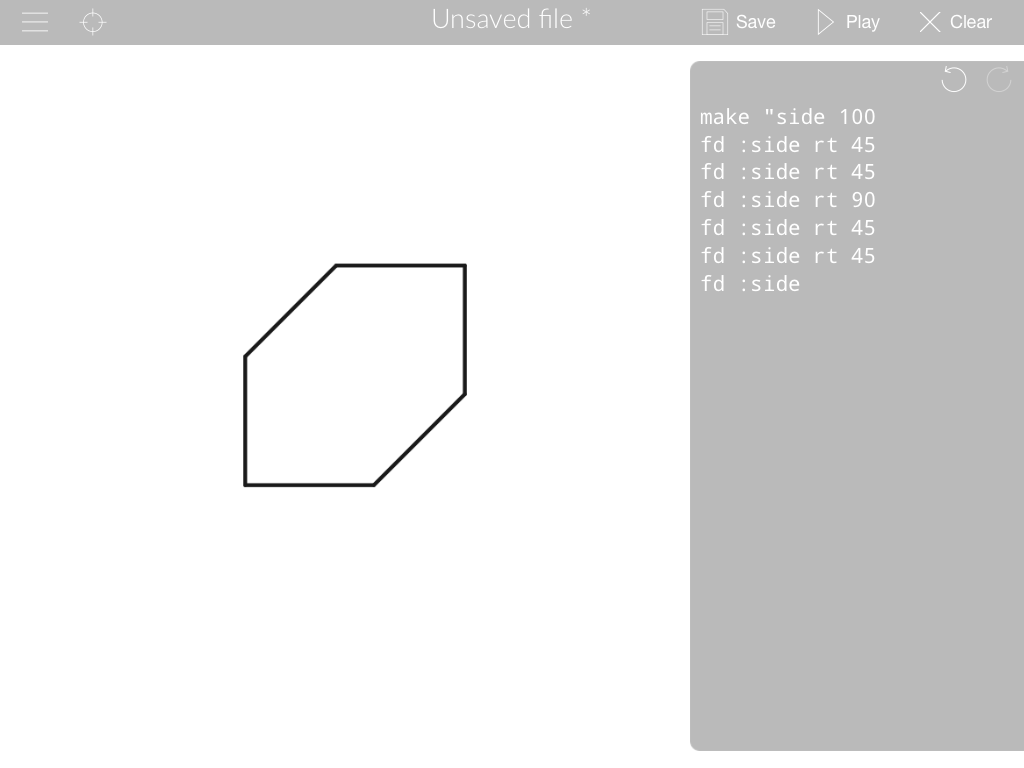 Unsaved file *
Save
Play
Clear
make "side 100
fd :side rt 45
fd :side rt 45
fd :side rt 90
fd :side rt 45
fd :side rt 45
fd :side